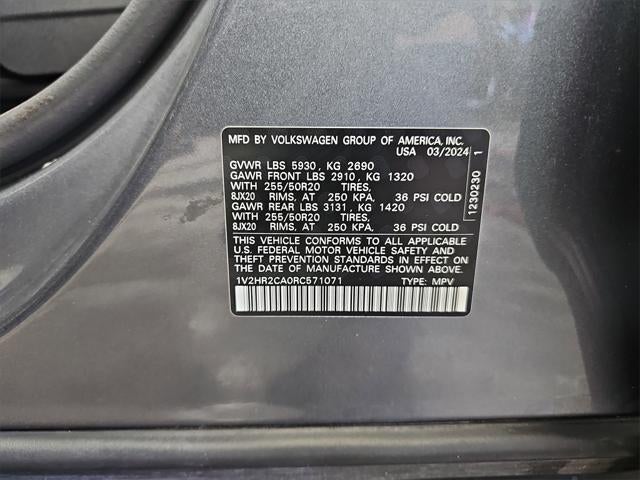 MFD BY VOLKSWAGEN GROUP OF AMERICA, INC.
USA 03/2024
GVWR LBS 5930, KG 2690
GAWR FRONT LBS 2910, KG 1320
WITH 255/50R20 TIRES,
8JX20 RIMS, AT 250 KPA, 36 PSI COLD
GAWR REAR LBS 3131, KG 1420
WITH 255/50R20 TIRES,
8JX20 RIMS, AT 250 KPA, 36 PSI COLD
THIS VEHICLE CONFORMS TO ALL APPLICABLE
U.S. FEDERAL MOTOR VEHICLE SAFETY AND
THEFT PREVENTION STANDARDS IN EFFECT ON
THE DATE OF MANUFACTURE SHOWN ABOVE.
1V2HR2CA0RC571071 TYPE: MPV
1230230 1